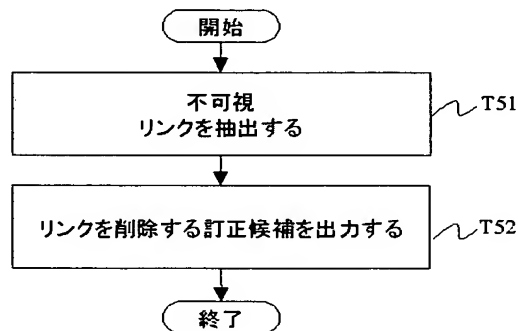 開始
不可視
リンクを抽出する
T51
リンクを削除する訂正候補を出力する
T52
終了